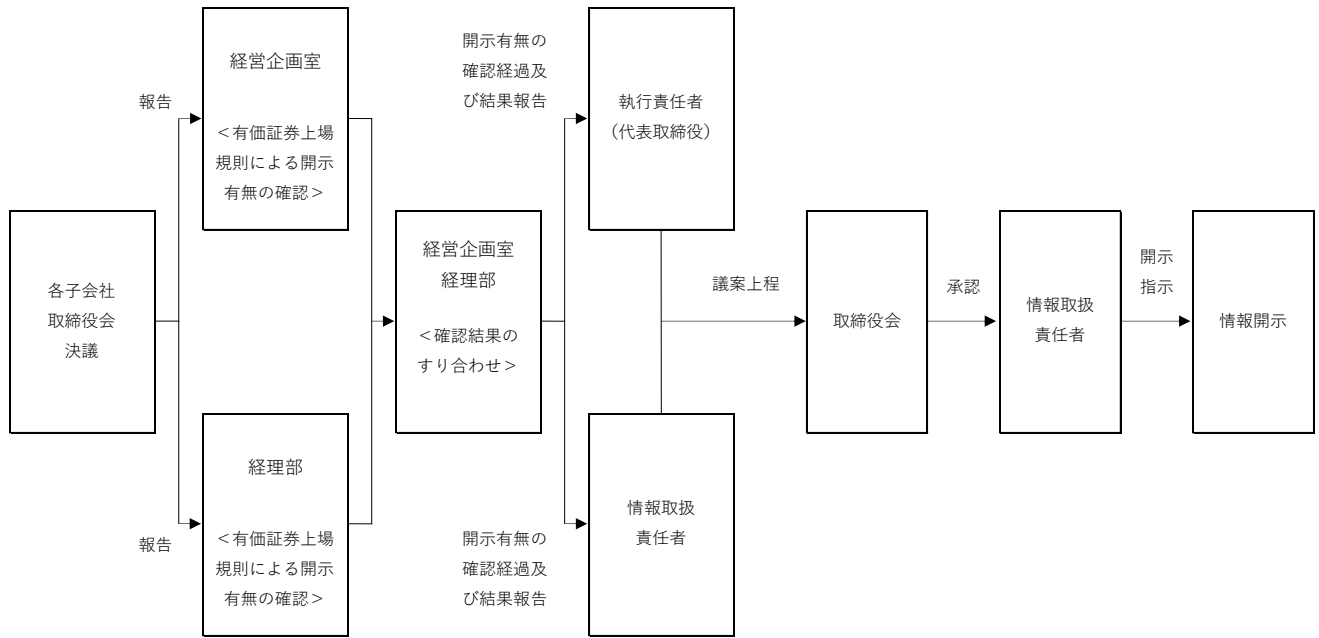 各子会社
取締役会
決議
報告
経営企画室
＜有価証券上場
規則による開示
有無の確認＞
報告
経理部
＜有価証券上場
規則による開示
有無の確認＞
経営企画室
経理部
＜確認結果の
すり合わせ＞
開示有無の
確認経過及
び結果報告
執行責任者
（代表取締役）
開示有無の
確認経過及
び結果報告
情報取扱
責任者
議案上程
取締役会
承認
情報取扱
責任者
開示
指示
情報開示